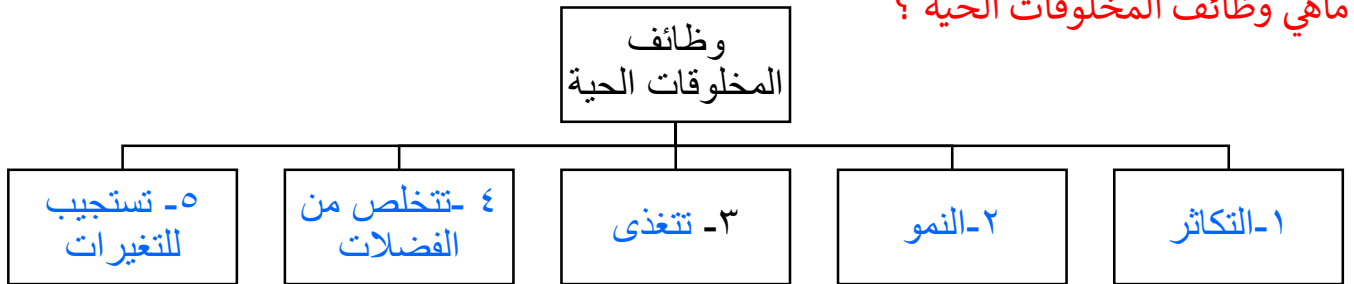 ماهي وظائف المخلوقات الحية ؟
وظائف
المخلوقات الحية
١-التكاثر
٢-النمو
٣- تتغذى
٤ -تتخلص من
الفضلات
٥- تستجيب
للتغيرات